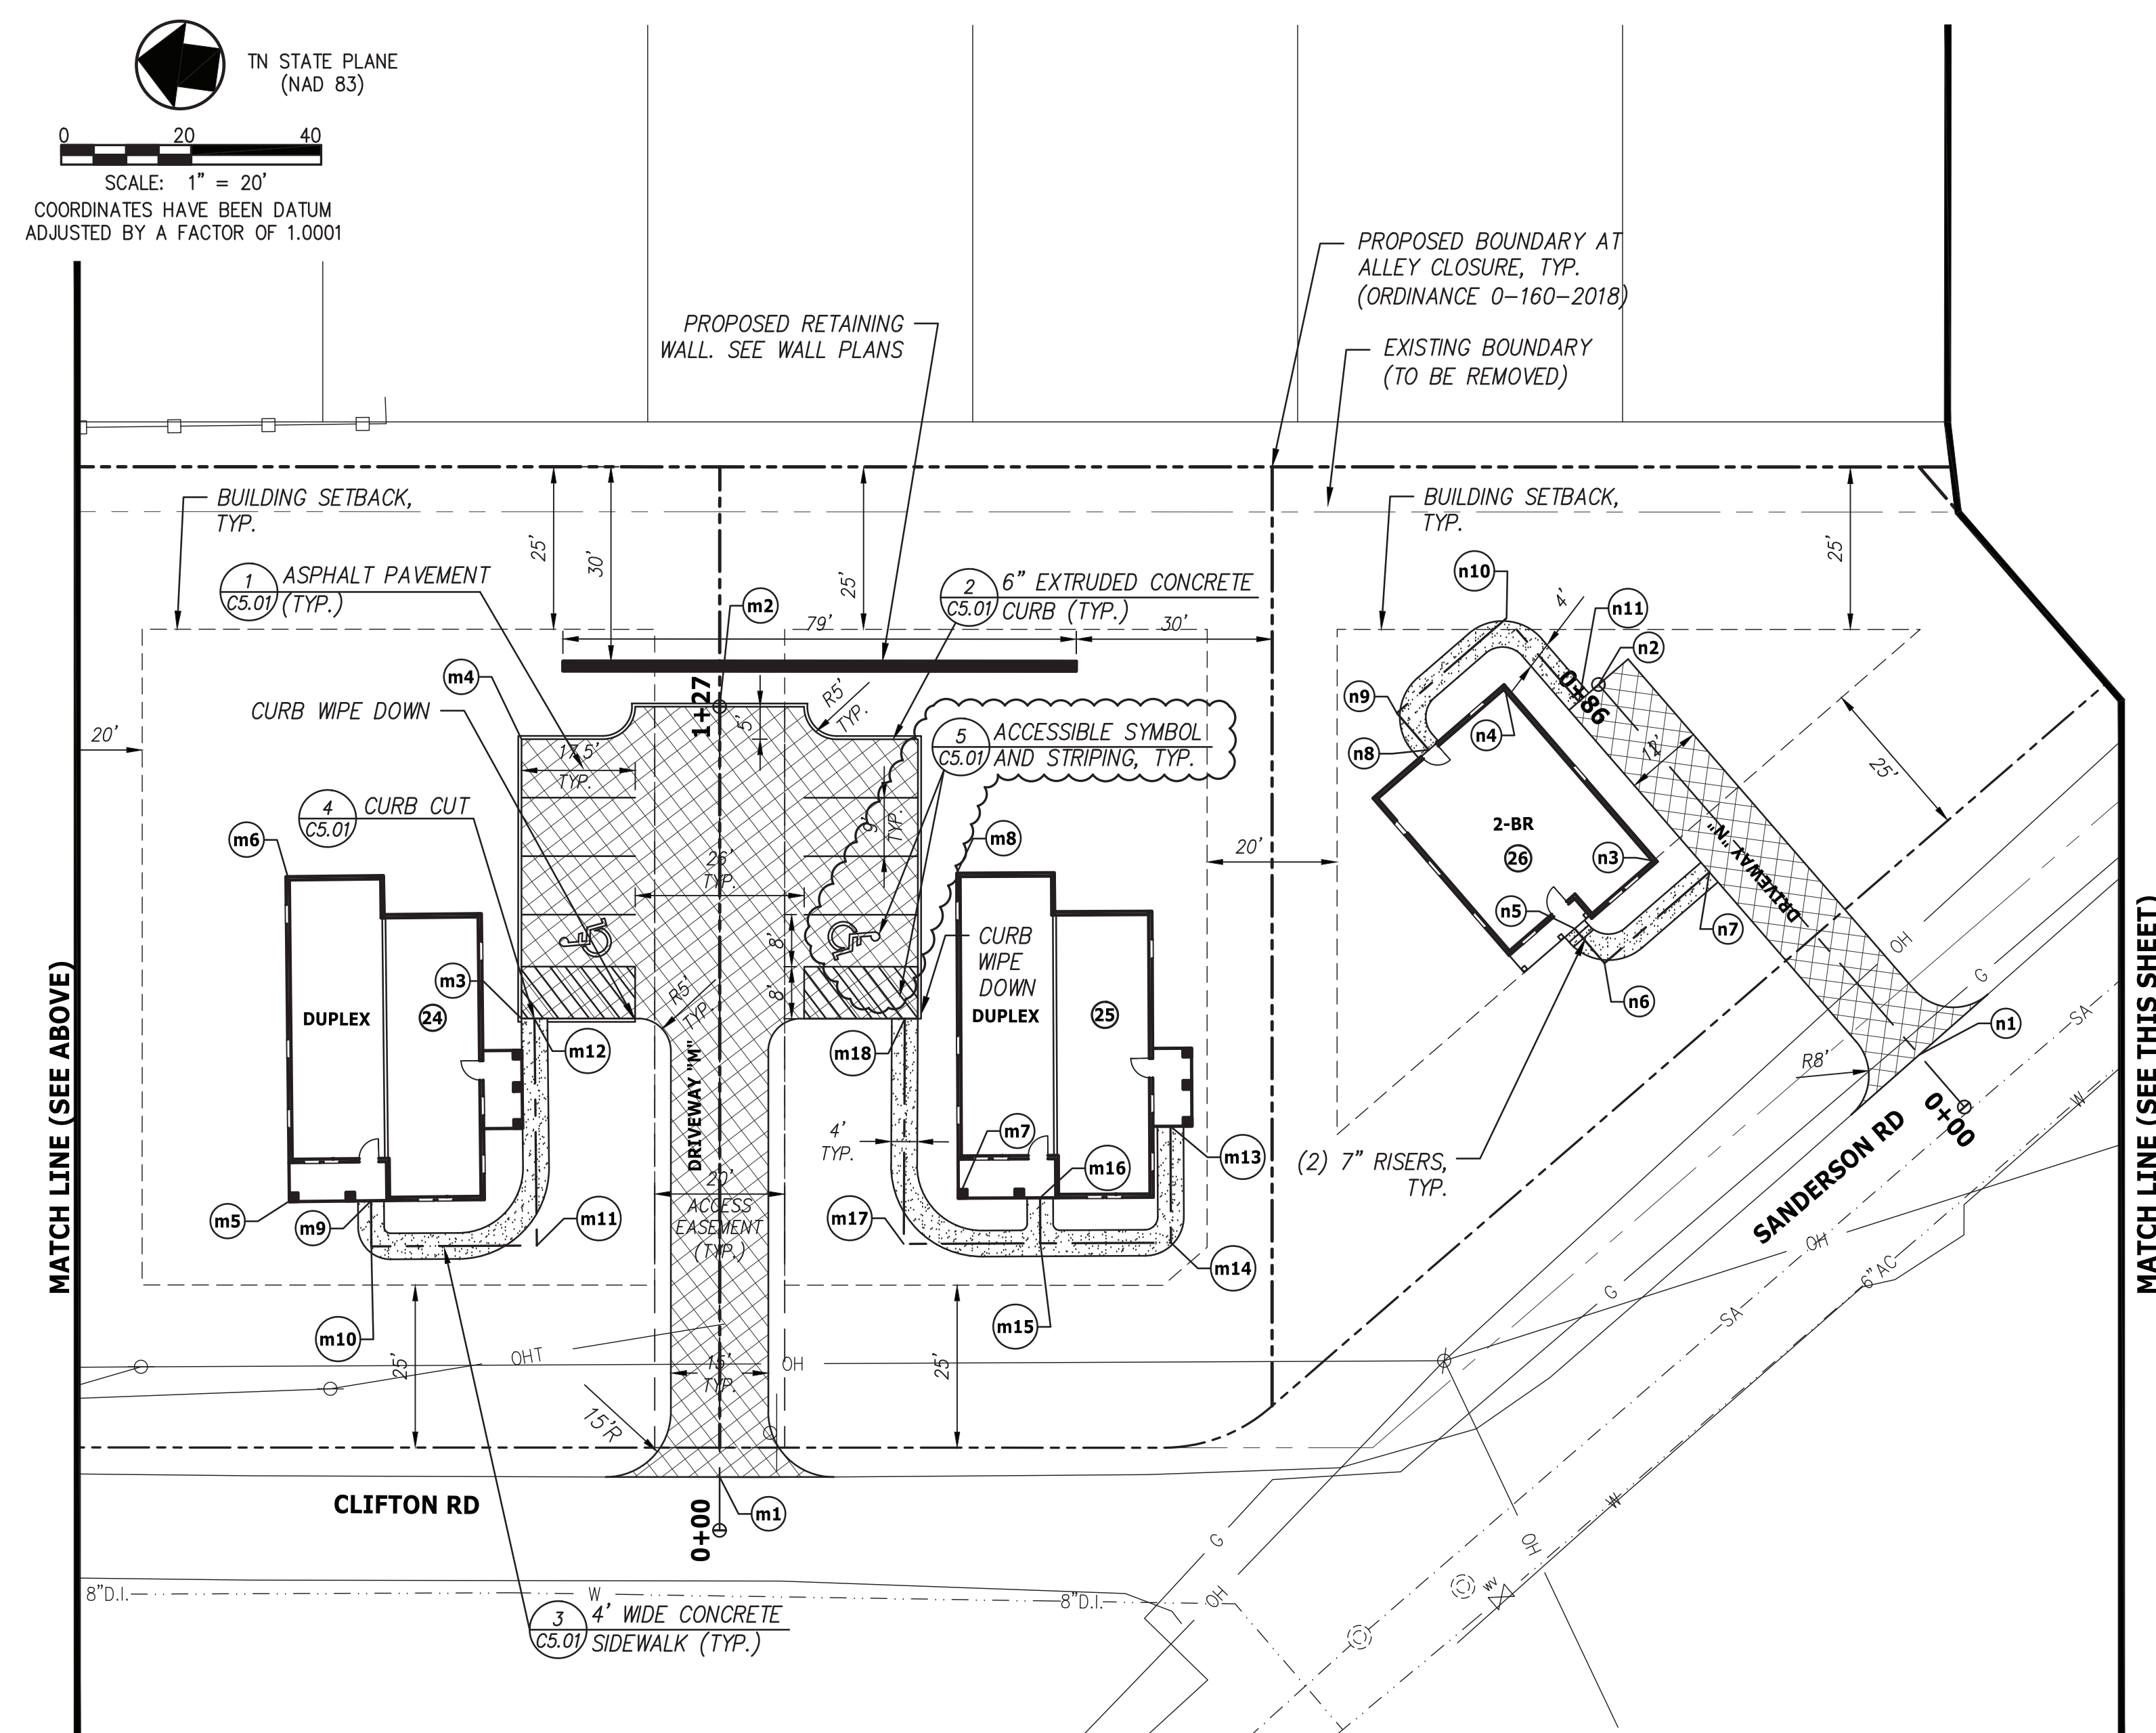 TN STATE PLANE
(NAD 83)
0 20 40
SCALE: 1" = 20'
COORDINATES HAVE BEEN DATUM
ADJUSTED BY A FACTOR OF 1.0001
PROPOSED BOUNDARY AT
ALLEY CLOSURE, TYP.
(ORDINANCE 0-160-2018)
PROPOSED RETAINING
WALL. SEE WALL PLANS
EXISTING BOUNDARY
(TO BE REMOVED)
BUILDING SETBACK,
TYP.
BUILDING SETBACK,
TYP.
25'
30'
25'
25'
1
C5.01
ASPHALT PAVEMENT
(TYP.)
2
C5.01
6" EXTRUDED CONCRETE
CURB (TYP.)
m2
79'
30'
n10
4'
n11
n2
m4
CURB WIPE DOWN
1+27
R5'
TYP.
5'
n9
0+86
20'
17.5'
TYP.
5
C5.01
ACCESSIBLE SYMBOL
AND STRIPING, TYP.
n8
n4
12'
25'
4
C5.01
CURB CUT
9'
TYP.
m6
m8
26'
TYP.
20'
2-BR
26
n3
DRIVEWAY "N"
n5
n7
8'
8'
CURB
WIPE
DOWN
m3
DUPLEX
24
R5'
TYP.
DUPLEX
25
n6
n1
OH
G
SA
m12
m18
R8'
DRIVEWAY "M"
4'
TYP.
m7
m16
m13
(2) 7" RISERS,
TYP.
0+00
W
SANDERSON RD
MATCH LINE (SEE ABOVE)
MATCH LINE (SEE THIS SHEET)
20'
ACCESS
EASEMENT
(TYP.)
m5
m9
m11
m17
m14
OH
6" AC
m10
m15
G
SA
25'
OHT
15'
TYP.
OH
25'
15'R
CLIFTON RD
0+00
m1
W
G
OH
OH
wv
8"D.I.
W
8"D.I.
3
C5.01
4' WIDE CONCRETE
SIDEWALK (TYP.)